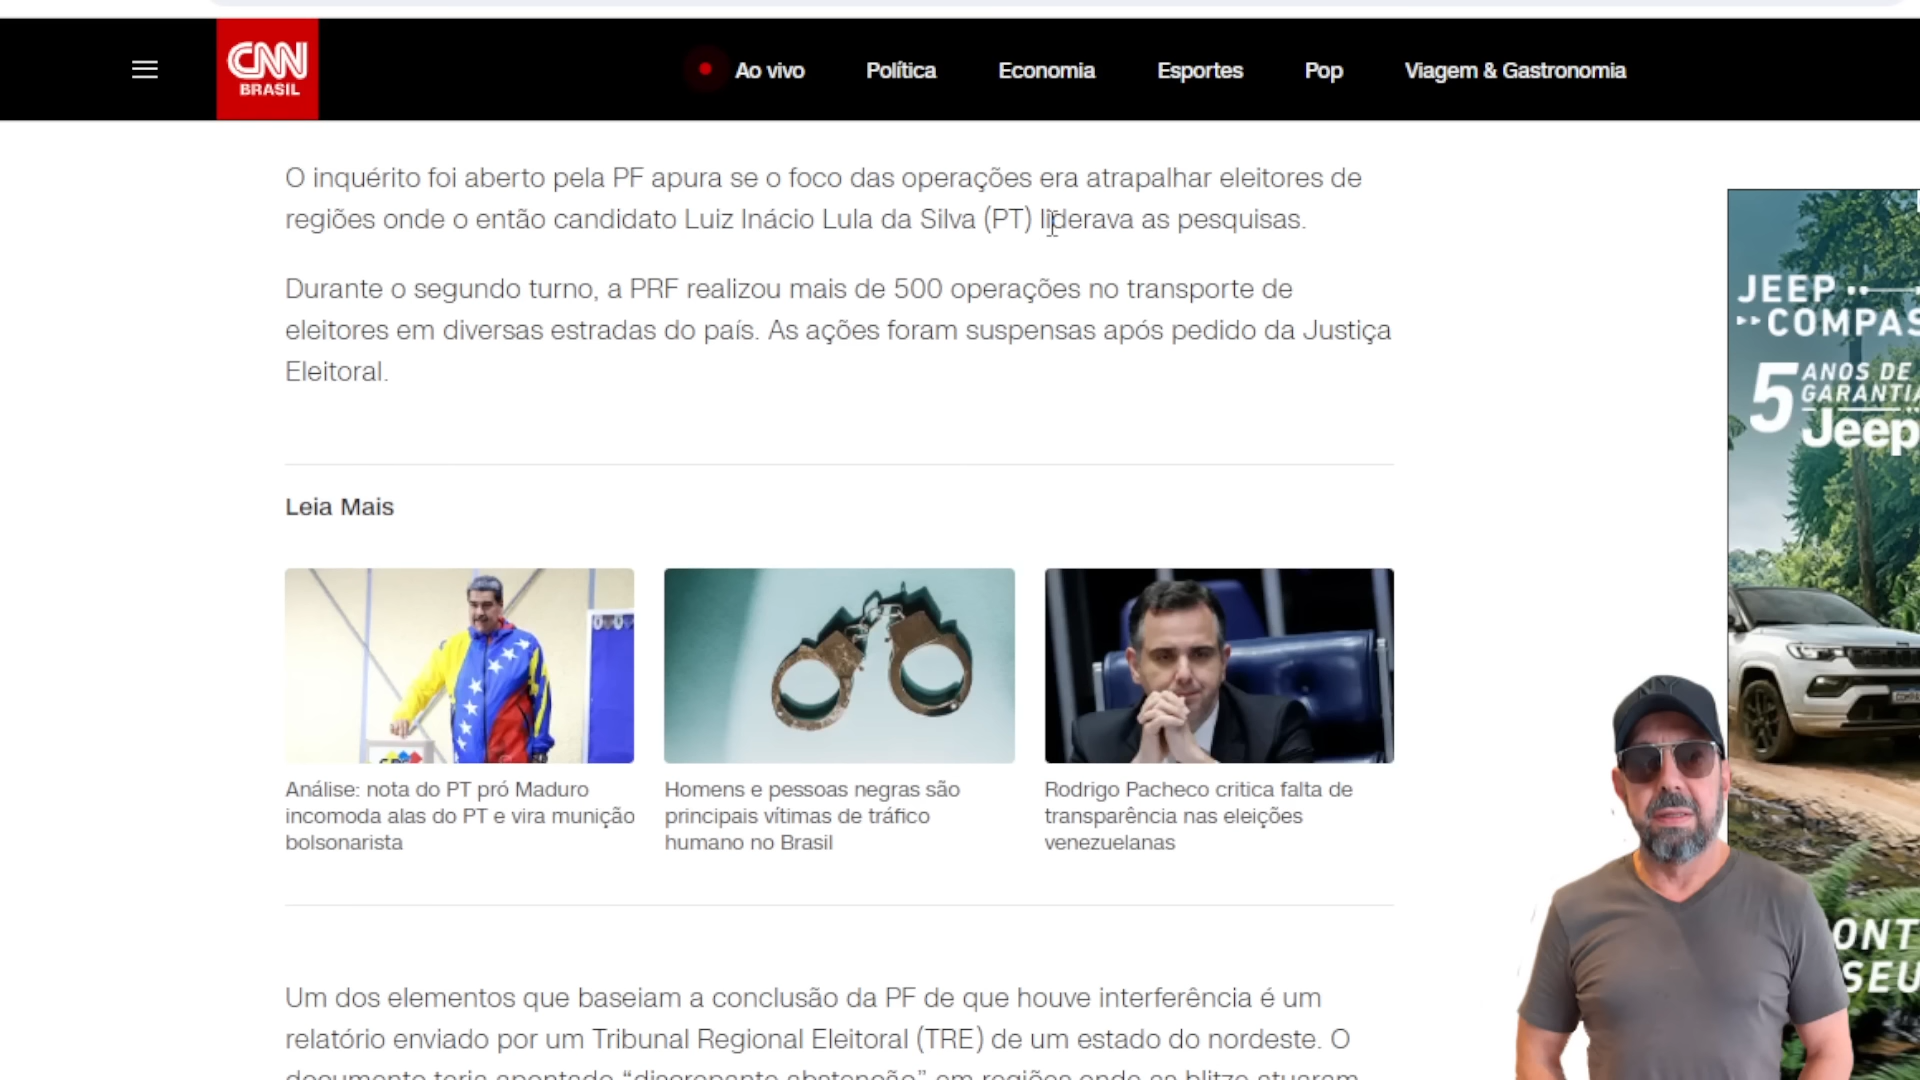 CNN
BRASIL
Ao vivo
Política
Economia
Esportes
Pop
Viagem & Gastronomia
O inquérito foi aberto pela PF apura se o foco das operações era atrapalhar eleitores de
regiões onde o então candidato Luiz Inácio Lula da Silva (PT) liderava as pesquisas.
Durante o segundo turno, a PRF realizou mais de 500 operações no transporte de
eleitores em diversas estradas do país. As ações foram suspensas após pedido da Justiça
Eleitoral.
Leia Mais
Análise: nota do PT pró Maduro
incomoda alas do PT e vira munição
bolsonarista
Homens e pessoas negras são
principais vítimas de tráfico
humano no Brasil
Rodrigo Pacheco critica falta de
transparência nas eleições
venezuelanas
Um dos elementos que baseiam a conclusão da PF de que houve interferência é um
relatório enviado por um Tribunal Regional Eleitoral (TRE) de um estado do nordeste. O
documento teria apontado “discrepante abstenção” em regiões onde as blitze atuaram
JEEP
COMPAS
5 ANOS DE
GARANTIA
Jeep
ONT
SEU
NY